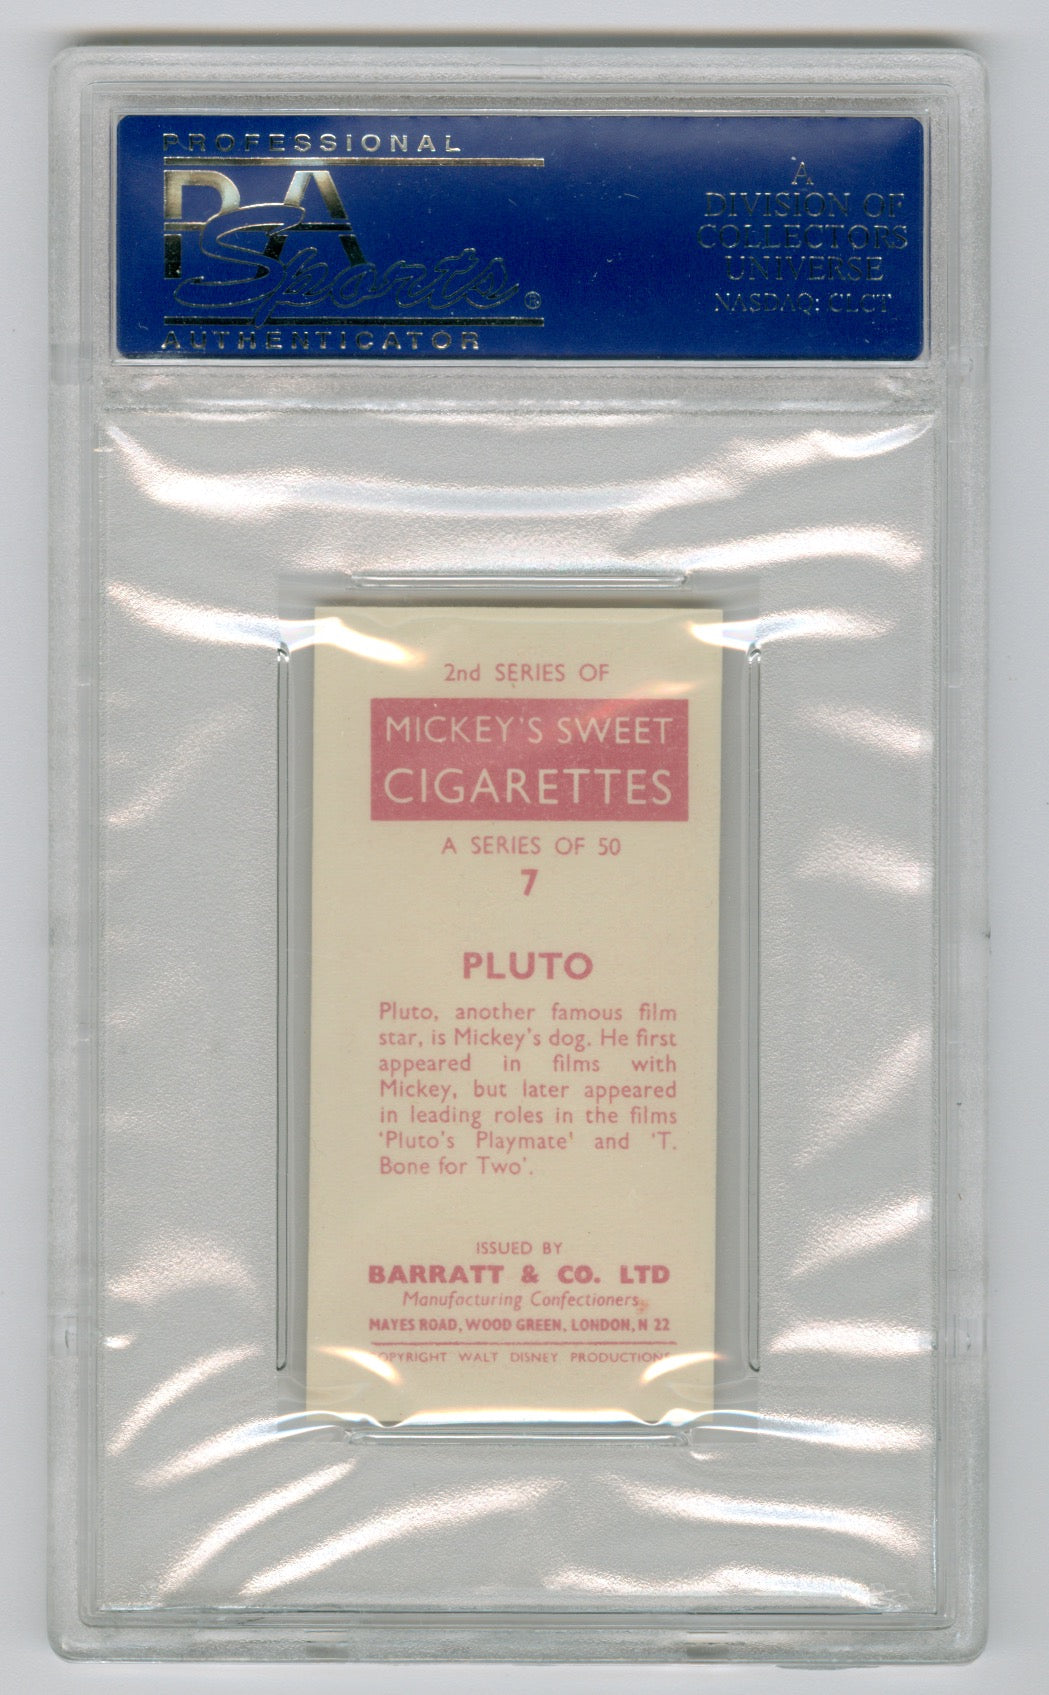 PROFESSIONAL
PSA
Sports®
AUTHENTICATOR
A
DIVISION OF
COLLECTORS
UNIVERSE
NASDAQ: CLCT
2nd SERIES OF
MICKEY'S SWEET
CIGARETTES
A SERIES OF 50
7
PLUTO
Pluto, another famous film
star, is Mickey's dog. He first
appeared in films with
Mickey, but later appeared
in leading roles in the films
'Pluto's Playmate' and 'T.
Bone for Two'.
ISSUED BY
BARRATT & CO. LTD
Manufacturing Confectioners
MAYES ROAD, WOOD GREEN, LONDON, N 22
COPYRIGHT WALT DISNEY PRODUCTIONS